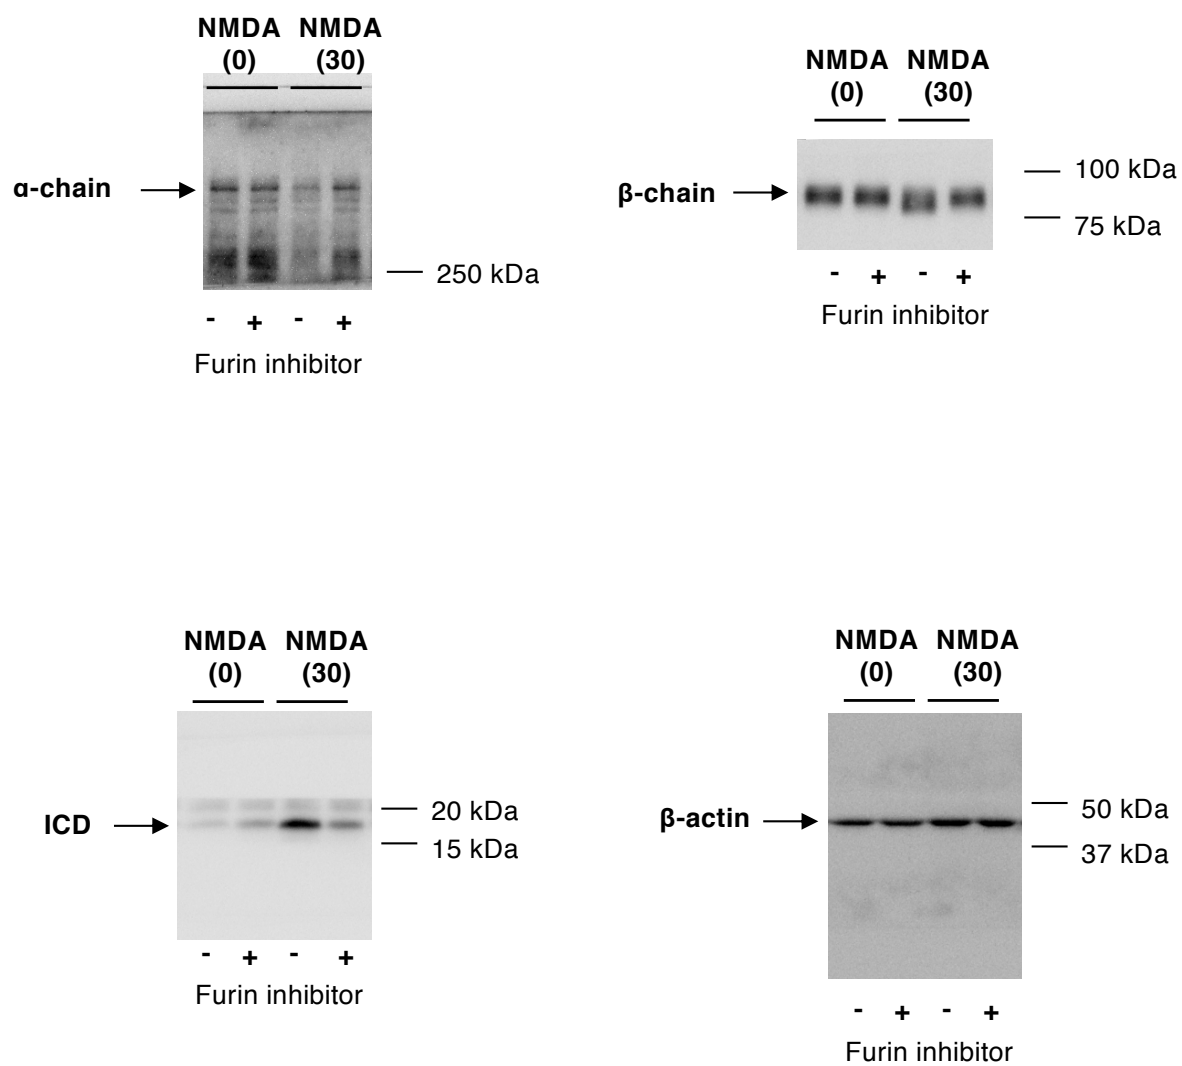 NMDA NMDA
(0) (30)
α-chain
250 kDa
- + - +
Furin inhibitor
NMDA NMDA
(0) (30)
β-chain
100 kDa
75 kDa
- + - +
Furin inhibitor
NMDA NMDA
(0) (30)
ICD
20 kDa
15 kDa
- + - +
Furin inhibitor
NMDA NMDA
(0) (30)
β-actin
50 kDa
37 kDa
- + - +
Furin inhibitor